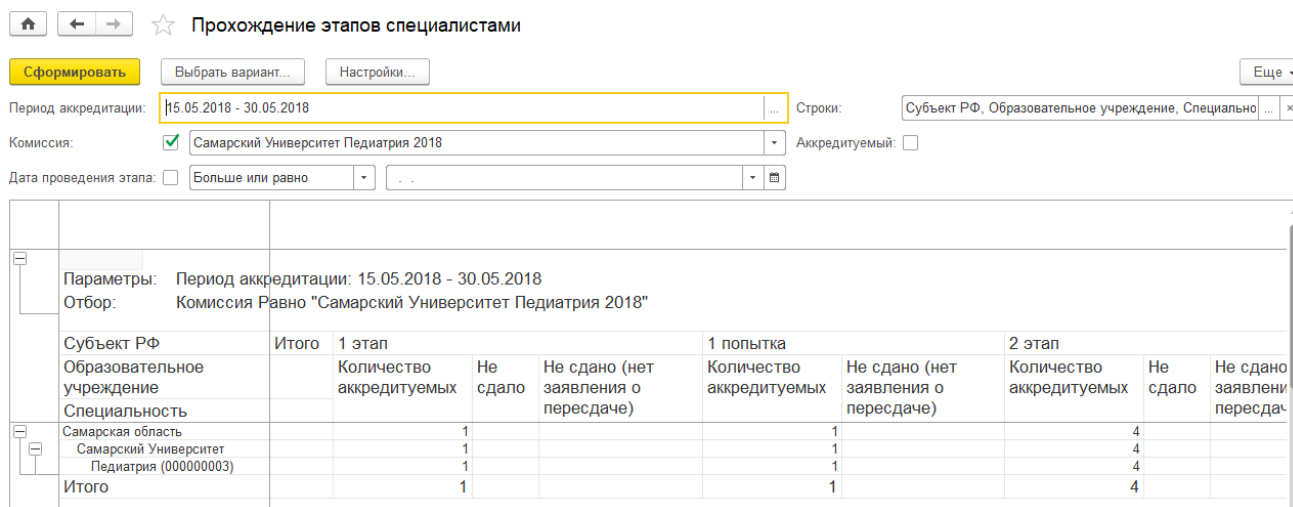 Прохождение этапов специалистами
Сформировать Выбрать вариант... Настройки... Еще
Период аккредитации: 15.05.2018 - 30.05.2018 ... Строки: Субъект РФ, Образовательное учреждение, Специально ... ×
Комиссия: Самарский Университет Педиатрия 2018 Аккредитуемый:
Дата проведения этапа: Больше или равно . .
Параметры: Период аккредитации: 15.05.2018 - 30.05.2018
Отбор: Комиссия Равно "Самарский Университет Педиатрия 2018"
Субъект РФ Итого 1 этап 1 попытка 2 этап
Образовательное Количество Не Не сдано (нет Количество Не сдано (нет Количество Не Не сдано
учреждение аккредитуемых сдало заявления о аккредитуемых заявления о аккредитуемых сдало заявлени
Специальность пересдаче) пересдаче) пересдач
Самарская область 1 1 4
Самарский Университет 1 1 4
Педиатрия (000000003) 1 1 4
Итого 1 1 4